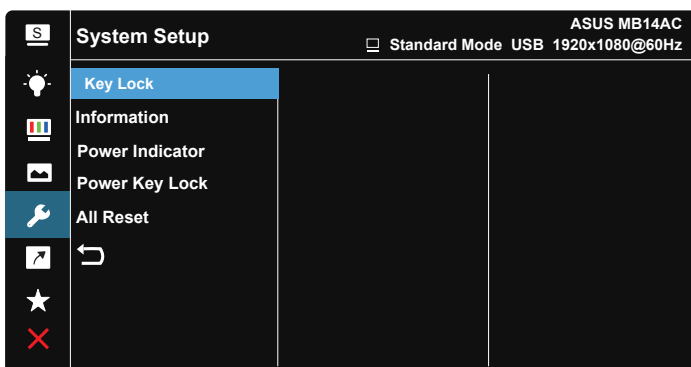 S
System Setup
ASUS MB14AC
Standard Mode USB 1920x1080@60Hz
Key Lock
Information
Power Indicator
Power Key Lock
All Reset